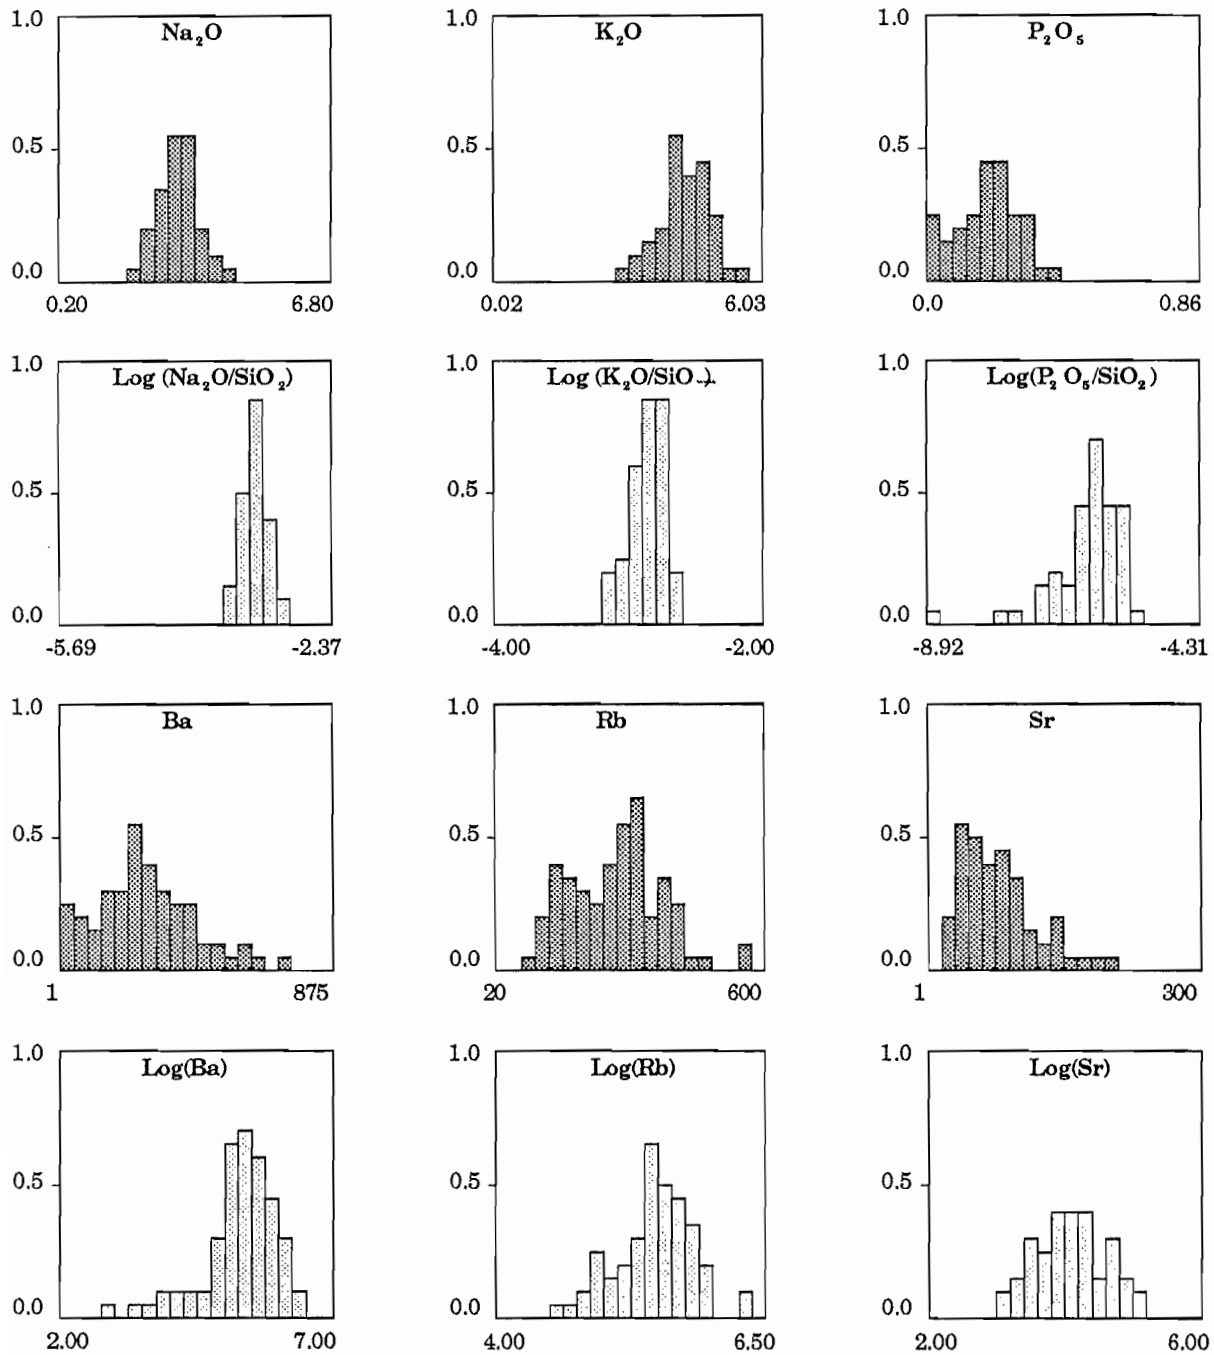 1.0 Na₂O 1.0 K₂O 1.0 P₂O₅
0.5 0.5 0.5
0.0 0.0 0.0
0.20 6.80 0.02 6.03 0.0 0.86
1.0 Log (Na₂O/SiO₂) 1.0 Log (K₂O/SiO 1.0 Log(P₂O₅/SiO₂)
0.5 0.5 0.5
0.0 0.0 0.0
-5.69 -2.37 -4.00 -2.00 -8.92 -4.31
1.0 Ba 1.0 Rb 1.0 Sr
0.5 0.5 0.5
0.0 0.0 0.0
1 875 20 600 1 300
1.0 Log(Ba) 1.0 Log(Rb) 1.0 Log(Sr)
0.5 0.5 0.5
0.0 0.0 0.0
2.00 7.00 4.00 6.50 2.00 6.00